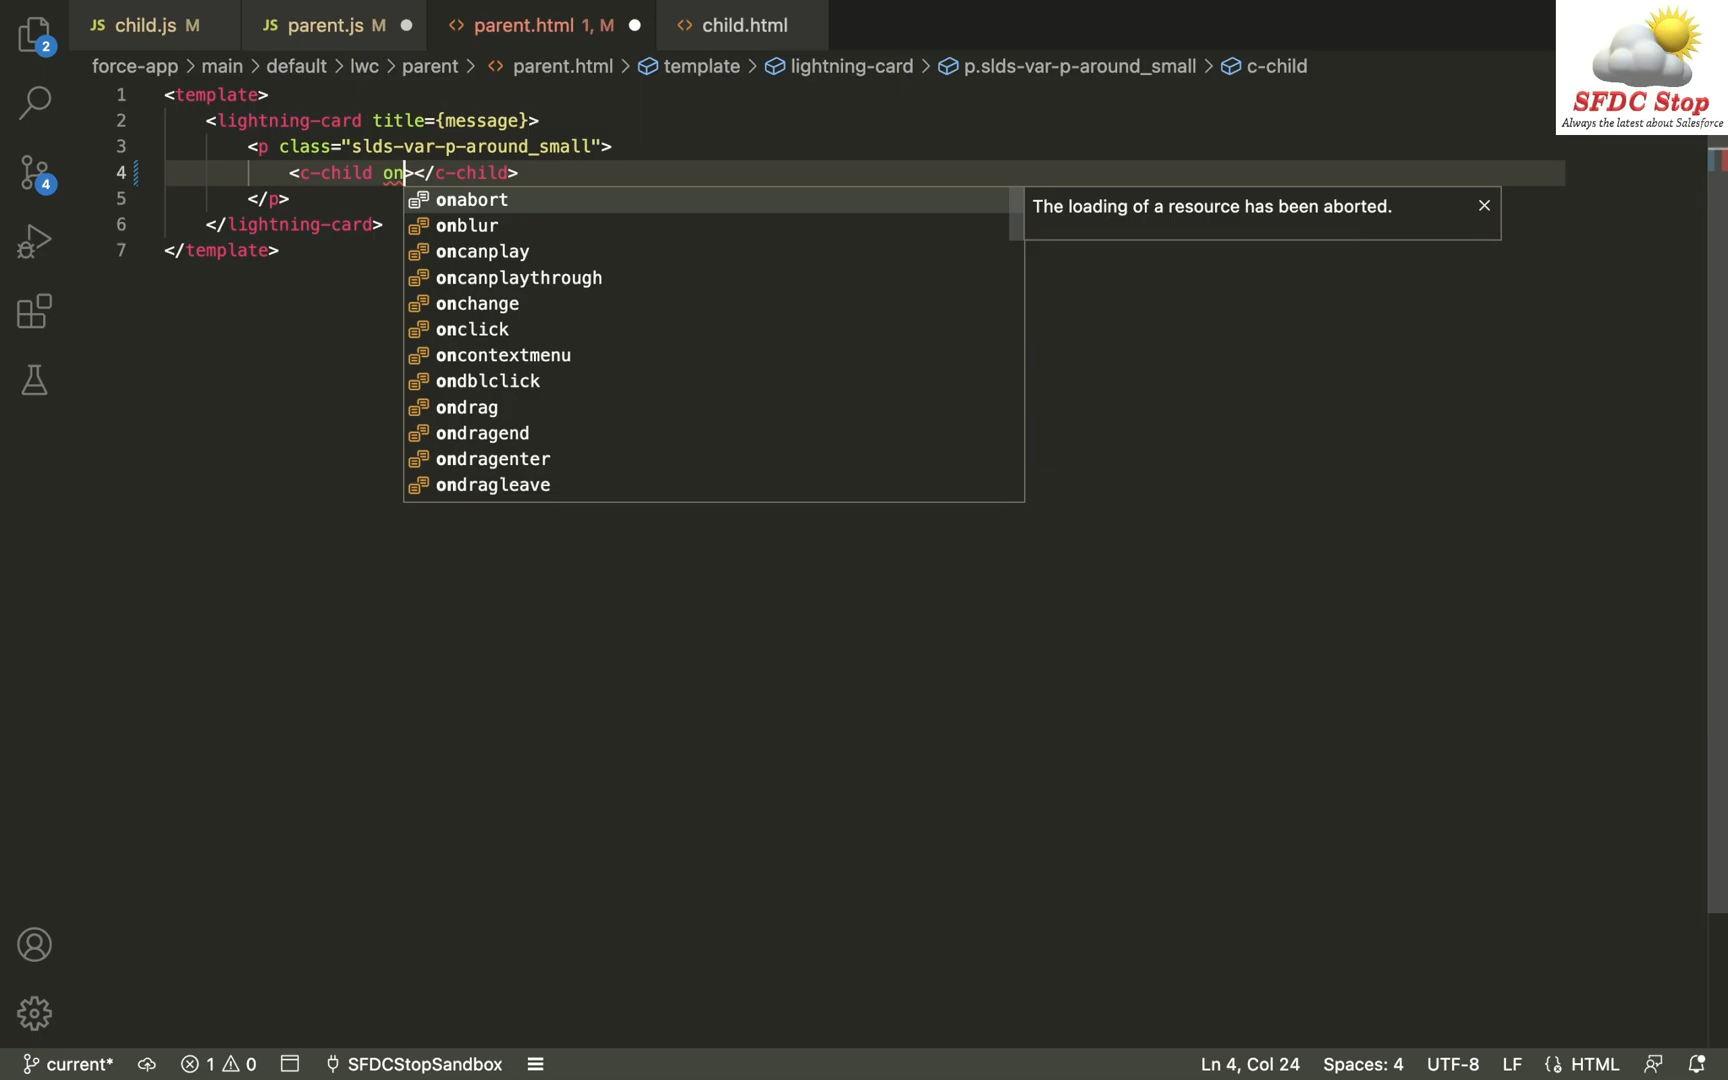 JS child.js M
JS parent.js M
<> parent.html 1, M
<> child.html
SFDC Stop
Always the latest about Salesforce
force-app > main > default > lwc > parent > <> parent.html > template > lightning-card > p.slds-var-p-around_small > c-child
2
4
1 <template>
2 <lightning-card title={message}>
3 <p class="slds-var-p-around_small">
4 <c-child on></c-child>
5 </p>
6 </lightning-card>
7 </template>
onabort
onblur
oncanplay
oncanplaythrough
onchange
onclick
oncontextmenu
ondblclick
ondrag
ondragend
ondragenter
ondragleave
The loading of a resource has been aborted.
current* 1 0 SFDCStopSandbox Ln 4, Col 24 Spaces: 4 UTF-8 LF HTML